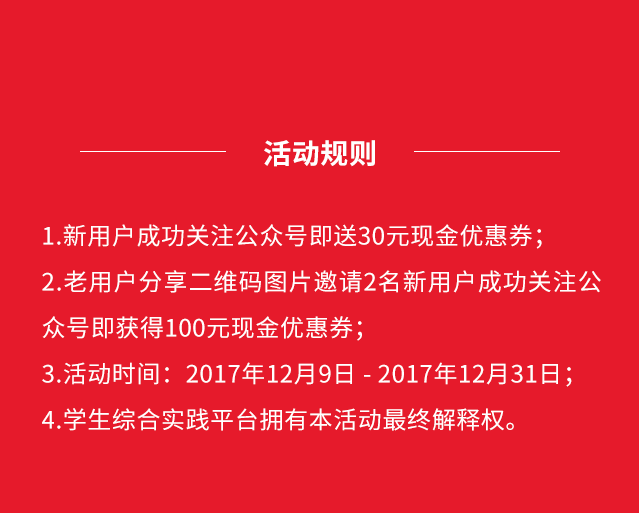 活动规则
1.新用户成功关注公众号即送30元现金优惠券；
2.老用户分享二维码图片邀请2名新用户成功关注公
众号即获得100元现金优惠券；
3.活动时间：2017年12月9日 - 2017年12月31日；
4.学生综合实践平台拥有本活动最终解释权。